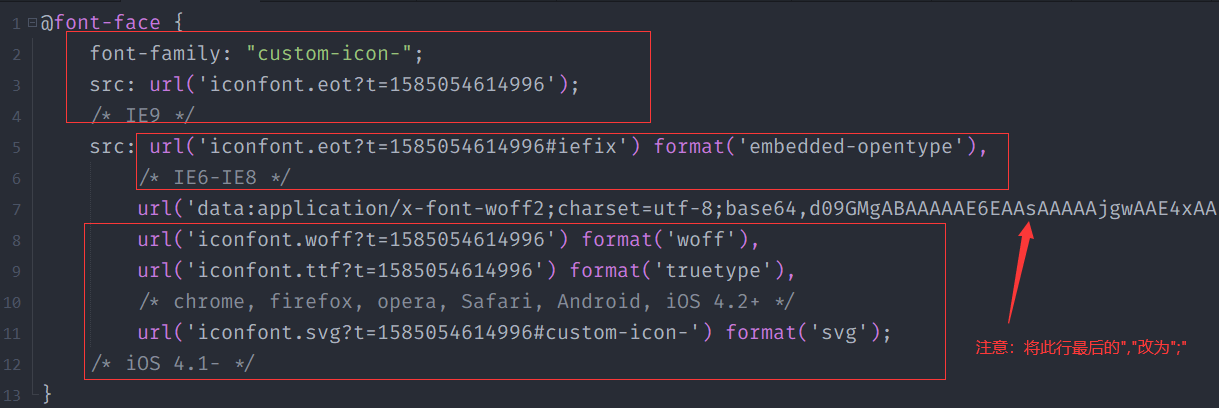 1 @font-face {
2 font-family: "custom-icon-";
3 src: url('iconfont.eot?t=1585054614996');
4 /* IE9 */
5 src: url('iconfont.eot?t=1585054614996#iefix') format('embedded-opentype'),
6 /* IE6-IE8 */
7 url('data:application/x-font-woff2;charset=utf-8;base64,d09GMgABAAAAAE6EAAsAAAAAjgwAAE4xAA
8 url('iconfont.woff?t=1585054614996') format('woff'),
9 url('iconfont.ttf?t=1585054614996') format('truetype'),
10 /* chrome, firefox, opera, Safari, Android, iOS 4.2+ */
11 url('iconfont.svg?t=1585054614996#custom-icon-') format('svg');
注意：将此行最后的","改为";"
12 /* iOS 4.1- */
13 }